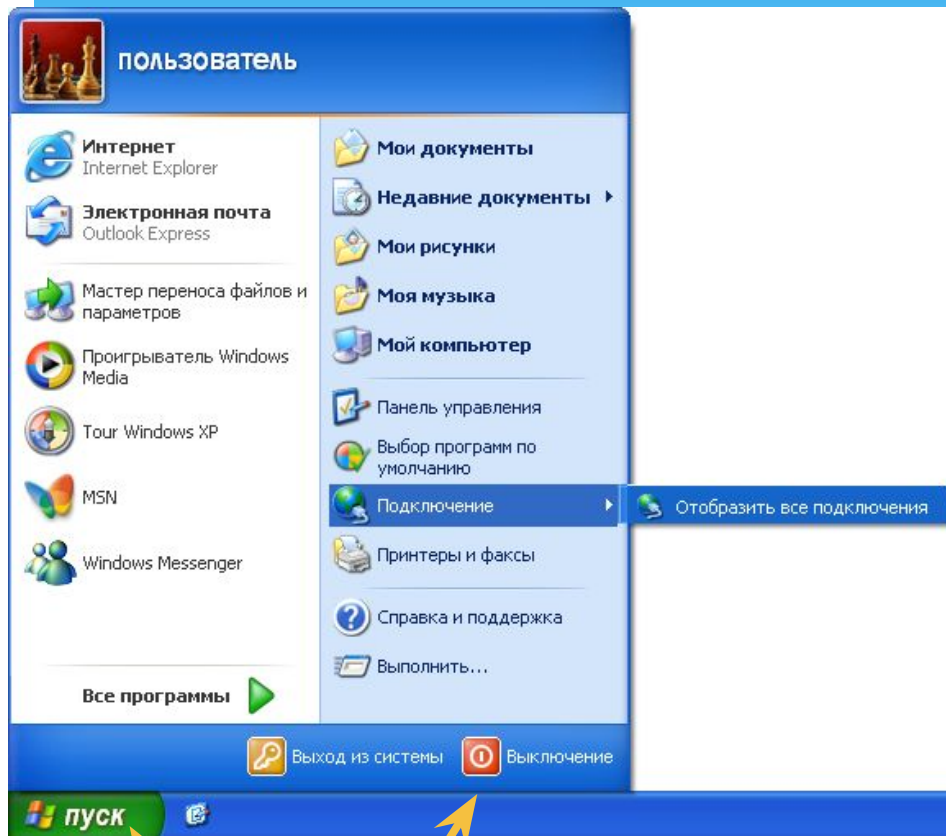 пользователь
Интернет
Internet Explorer
Электронная почта
Outlook Express
Мастер переноса файлов и
параметров
Проигрыватель Windows
Media
Tour Windows XP
MSN
Windows Messenger
Все программы
Мои документы
Недавние документы
Мои рисунки
Моя музыка
Мой компьютер
Панель управления
Выбор программ по
умолчанию
Подключение
Отобразить все подключения
Принтеры и факсы
Справка и поддержка
Выполнить...
Выход из системы
Выключение
пуск